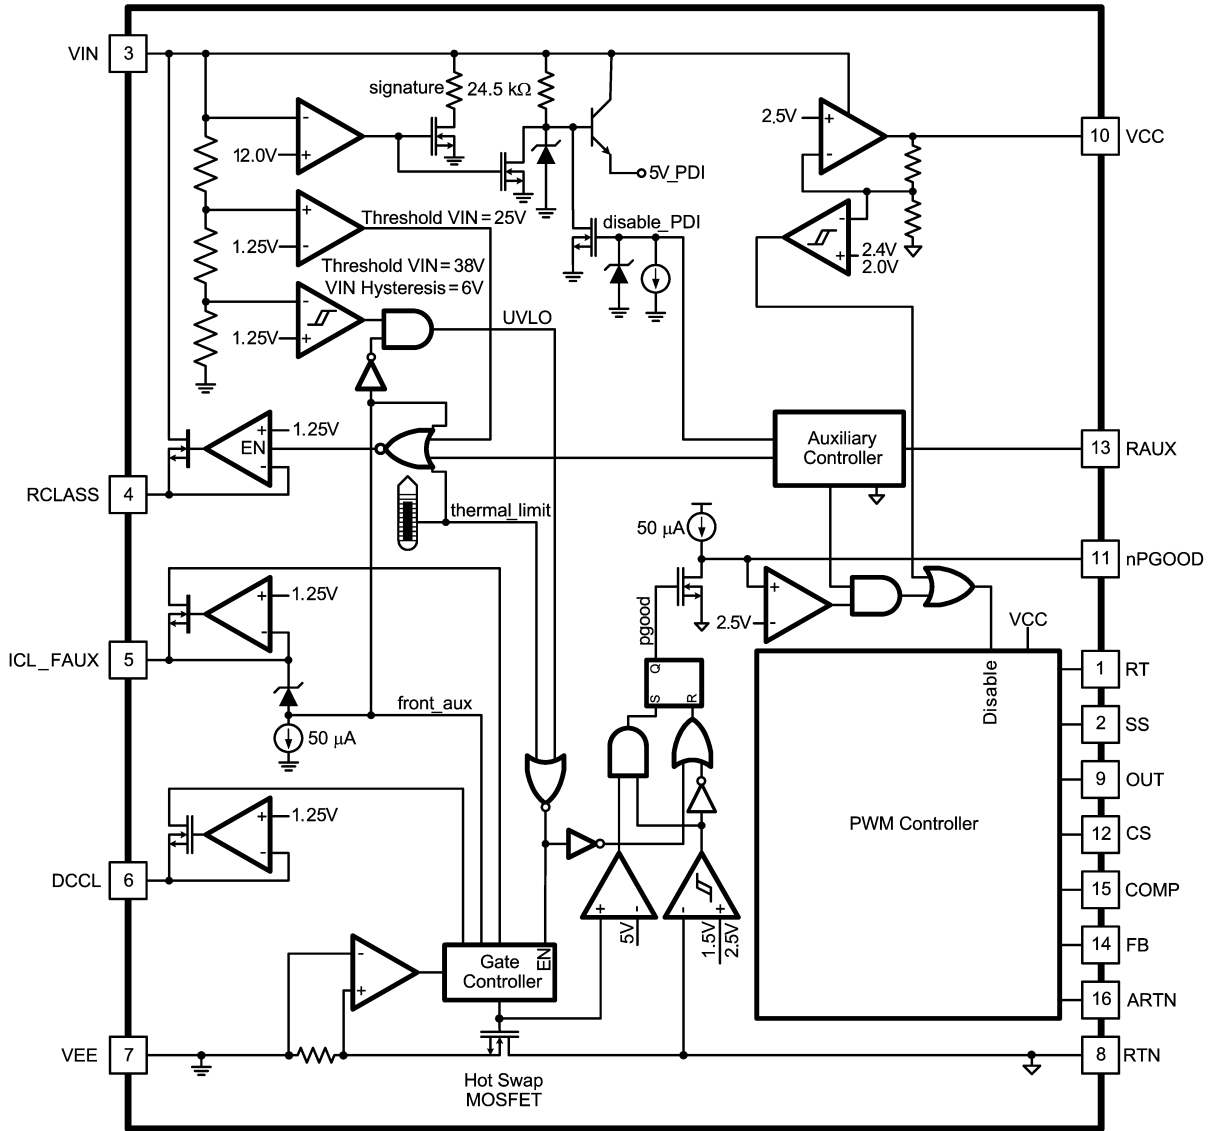 VIN
3
signature
24.5 kΩ
2.5V
+
-
10
VCC
-
+
12.0V
5V_PDI
+
-
1.25V
Threshold VIN = 25V
disable_PDI
-
+
2.4V
2.0V
Threshold VIN = 38V
VIN Hysteresis = 6V
-
+
1.25V
UVLO
+
1.25V
EN
-
Auxiliary
Controller
13
RAUX
RCLASS
4
thermal_limit
50 µA
11
nPGOOD
+
1.25V
-
+
-
2.5V
pgood
VCC
ICL_FAUX
5
Q
S
R
Disable
1
RT
front_aux
50 µA
2
SS
9
OUT
+
1.25V
-
PWM Controller
12
CS
DCCL
6
15
COMP
+
-
5V
-
+
1.5V
2.5V
-
+
Gate
Controller
EN
14
FB
16
ARTN
VEE
7
8
RTN
Hot Swap
MOSFET